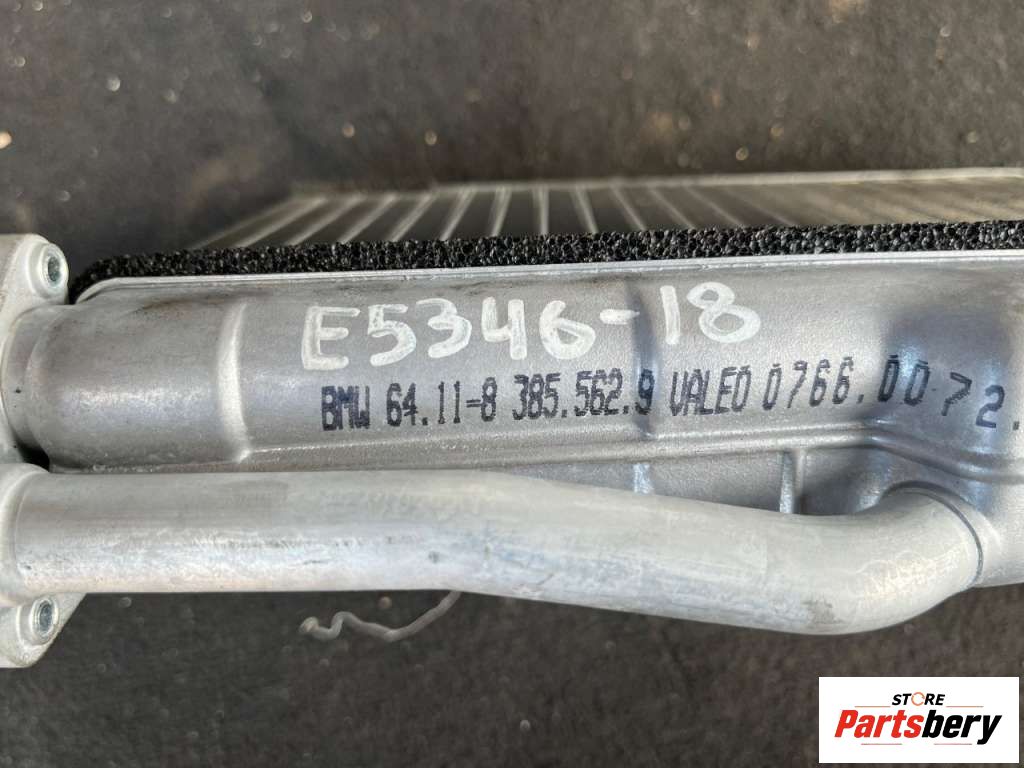 E5346-18
BMW 64.11-8 385.562.9 VALEO 0766.0072.
STORE
Partsbery